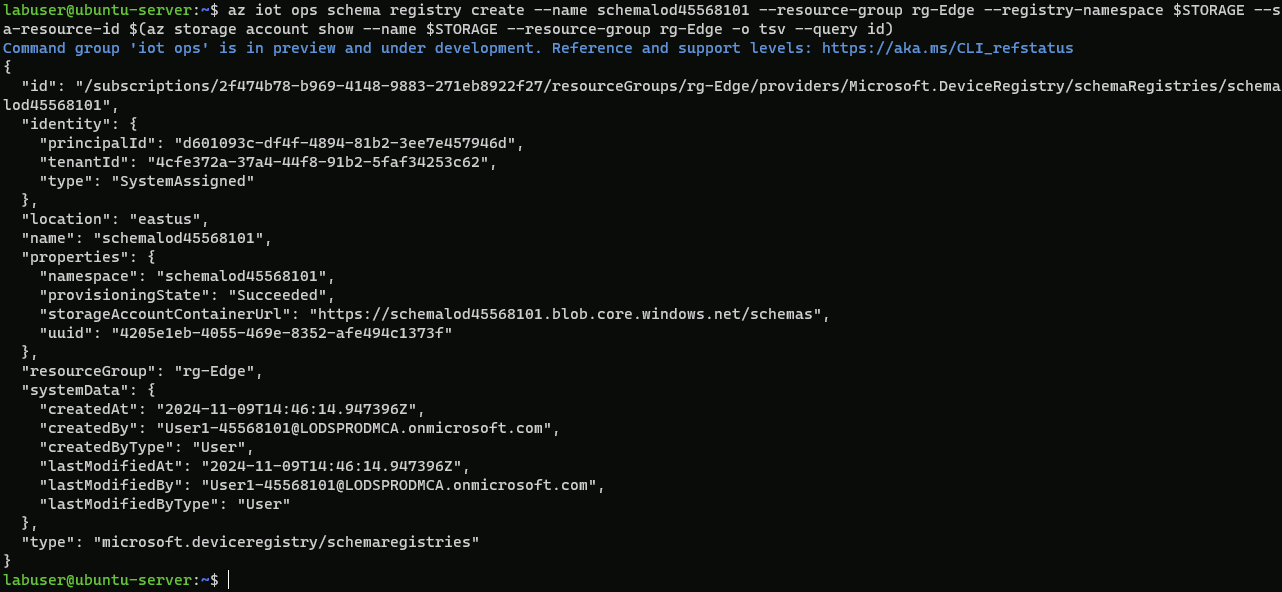 labuser@ubuntu-server:~$ az iot ops schema registry create --name schemalod45568101 --resource-group rg-Edge --registry-namespace $STORAGE --s
a-resource-id $(az storage account show --name $STORAGE --resource-group rg-Edge -o tsv --query id)
Command group 'iot ops' is in preview and under development. Reference and support levels: https://aka.ms/CLI_refstatus
{
  "id": "/subscriptions/2f474b78-b969-4148-9883-271eb8922f27/resourceGroups/rg-Edge/providers/Microsoft.DeviceRegistry/schemaRegistries/schema
lod45568101",
  "identity": {
    "principalId": "d601093c-df4f-4894-81b2-3ee7e457946d",
    "tenantId": "4cfe372a-37a4-44f8-91b2-5faf34253c62",
    "type": "SystemAssigned"
  },
  "location": "eastus",
  "name": "schemalod45568101",
  "properties": {
    "namespace": "schemalod45568101",
    "provisioningState": "Succeeded",
    "storageAccountContainerUrl": "https://schemalod45568101.blob.core.windows.net/schemas",
    "uuid": "4205e1eb-4055-469e-8352-afe494c1373f"
  },
  "resourceGroup": "rg-Edge",
  "systemData": {
    "createdAt": "2024-11-09T14:46:14.947396Z",
    "createdBy": "User1-45568101@LODSPRODMCA.onmicrosoft.com",
    "createdByType": "User",
    "lastModifiedAt": "2024-11-09T14:46:14.947396Z",
    "lastModifiedBy": "User1-45568101@LODSPRODMCA.onmicrosoft.com",
    "lastModifiedByType": "User"
  },
  "type": "microsoft.deviceregistry/schemaregistries"
}
labuser@ubuntu-server:~$